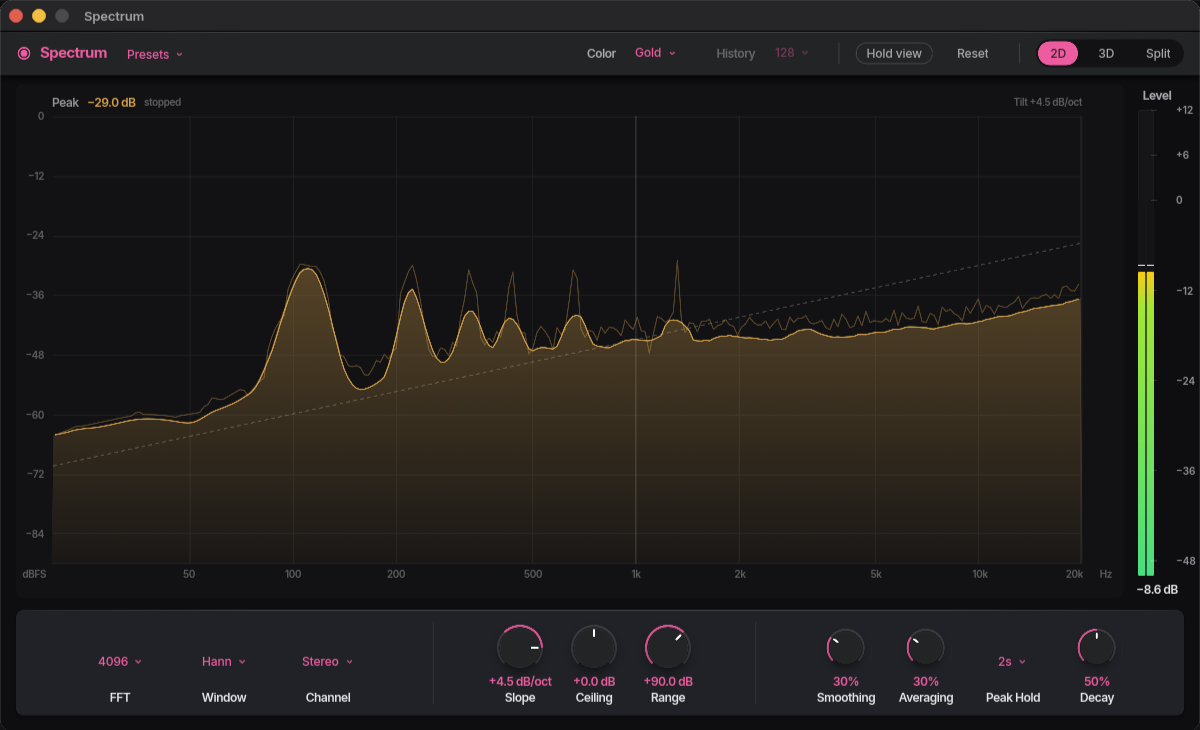 Spectrum
Spectrum Presets Color Gold History 128 Hold view Reset 2D 3D Split
Peak −29.0 dB stopped Tilt +4.5 dB/oct Level
0
−12
−24
−36
−48
−60
−72
−84
dBFS 50 100 200 500 1k 2k 5k 10k 20k Hz
+12
+6
0
−12
−24
−36
−48
−8.6 dB
4096 Hann Stereo
FFT Window Channel
+4.5 dB/oct +0.0 dB +90.0 dB
Slope Ceiling Range
30% 30% 2s 50%
Smoothing Averaging Peak Hold Decay